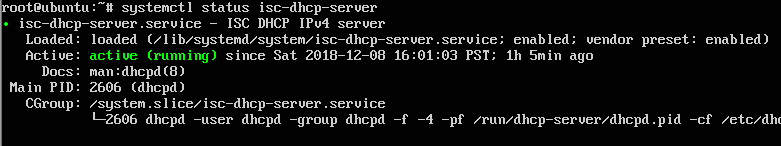 root@ubuntu:~# systemctl status isc-dhcp-server
● isc-dhcp-server.service - ISC DHCP IPv4 server
Loaded: loaded (/lib/systemd/system/isc-dhcp-server.service; enabled; vendor preset: enabled)
Active: active (running) since Sat 2018-12-08 16:01:03 PST; 1h 5min ago
Docs: man:dhcpd(8)
Main PID: 2606 (dhcpd)
CGroup: /system.slice/isc-dhcp-server.service
└─2606 dhcpd -user dhcpd -group dhcpd -f -4 -pf /run/dhcp-server/dhcpd.pid -cf /etc/dhc